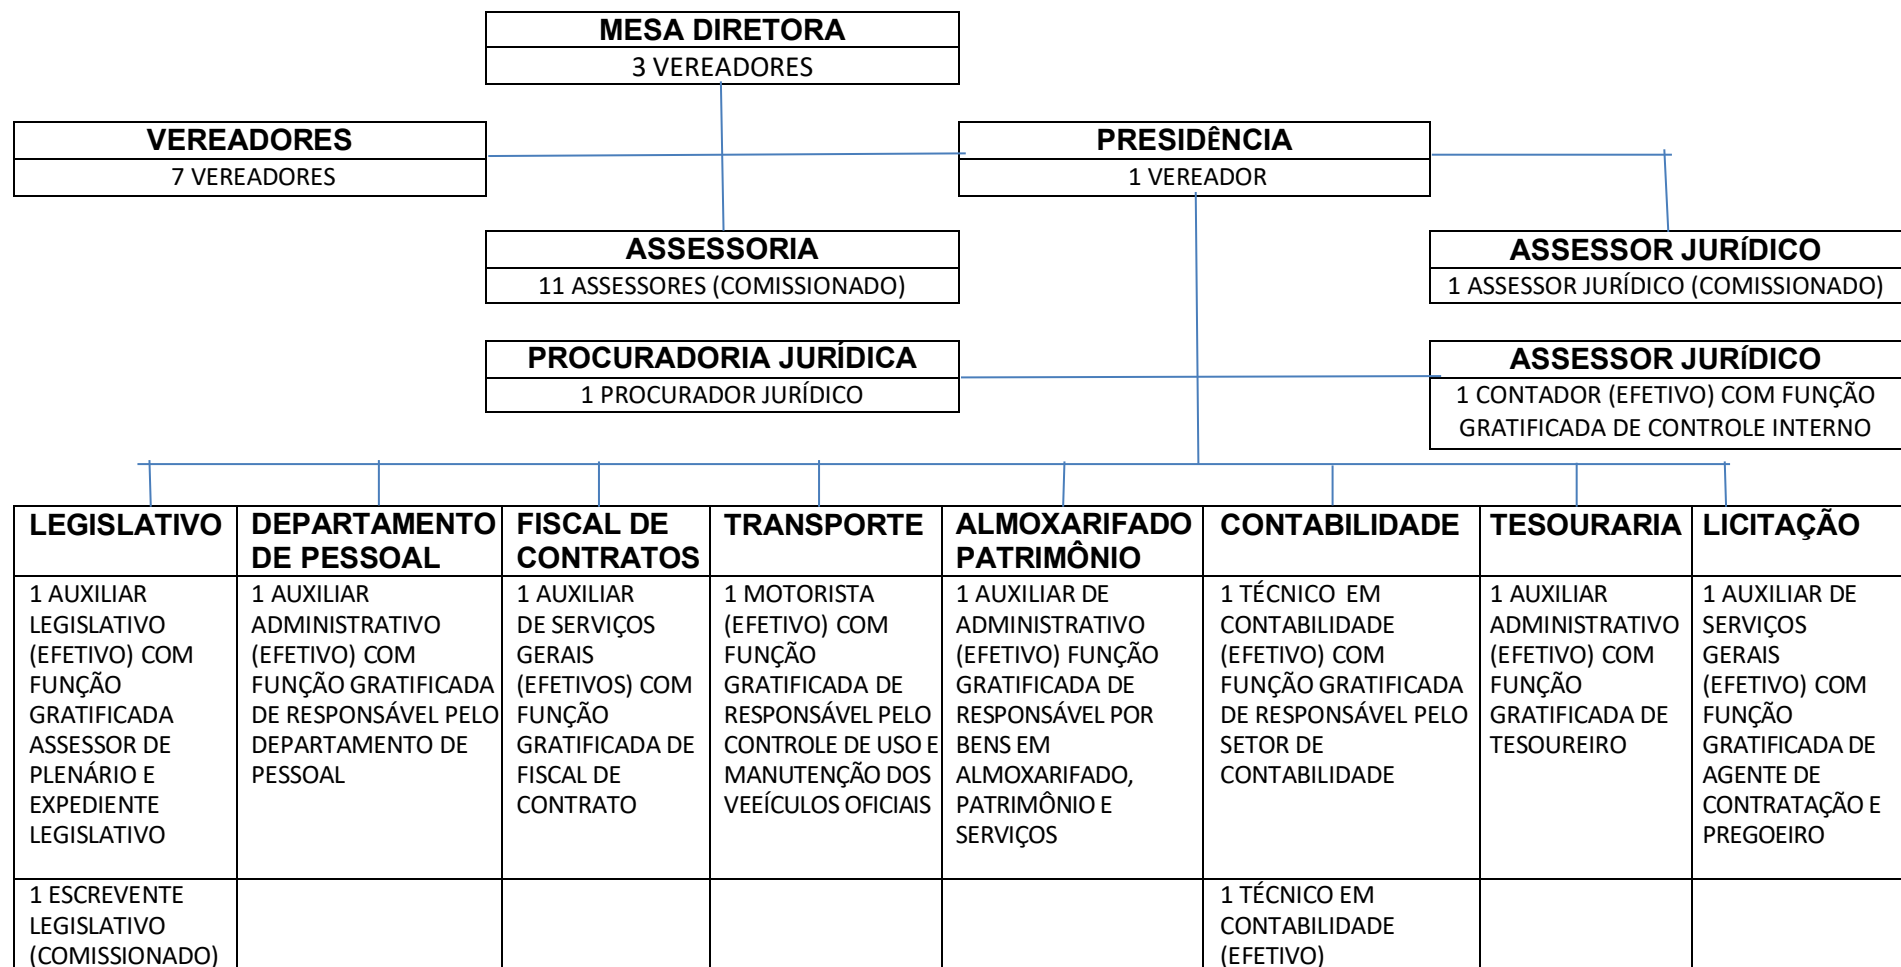 MESA DIRETORA
3 VEREADORES
VEREADORES
7 VEREADORES
PRESIDÊNCIA
1 VEREADOR
ASSESSORIA
11 ASSESSORES (COMISSIONADO)
ASSESSOR JURÍDICO
1 ASSESSOR JURÍDICO (COMISSIONADO)
PROCURADORIA JURÍDICA
1 PROCURADOR JURÍDICO
ASSESSOR JURÍDICO
1 CONTADOR (EFETIVO) COM FUNÇÃO
GRATIFICADA DE CONTROLE INTERNO
LEGISLATIVO
DEPARTAMENTO
DE PESSOAL
FISCAL DE
CONTRATOS
TRANSPORTE
ALMOXARIFADO
PATRIMÔNIO
CONTABILIDADE
TESOURARIA
LICITAÇÃO
1 AUXILIAR
LEGISLATIVO
(EFETIVO) COM
FUNÇÃO
GRATIFICADA
ASSESSOR DE
PLENÁRIO E
EXPEDIENTE
LEGISLATIVO
1 AUXILIAR
ADMINISTRATIVO
(EFETIVO) COM
FUNÇÃO GRATIFICADA
DE RESPONSÁVEL PELO
DEPARTAMENTO DE
PESSOAL
1 AUXILIAR
DE SERVIÇOS
GERAIS
(EFETIVOS) COM
FUNÇÃO
GRATIFICADA DE
FISCAL DE
CONTRATO
1 MOTORISTA
(EFETIVO) COM
FUNÇÃO
GRATIFICADA DE
RESPONSÁVEL PELO
CONTROLE DE USO E
MANUTENÇÃO DOS
VEEÍCULOS OFICIAIS
1 AUXILIAR DE
ADMINISTRATIVO
(EFETIVO) FUNÇÃO
GRATIFICADA DE
RESPONSÁVEL POR
BENS EM
ALMOXARIFADO,
PATRIMÔNIO E
SERVIÇOS
1 TÉCNICO EM
CONTABILIDADE
(EFETIVO) COM
FUNÇÃO GRATIFICADA
DE RESPONSÁVEL PELO
SETOR DE
CONTABILIDADE
1 AUXILIAR
ADMINISTRATIVO
(EFETIVO) COM
FUNÇÃO
GRATIFICADA DE
TESOUREIRO
1 AUXILIAR DE
SERVIÇOS
GERAIS
(EFETIVO) COM
FUNÇÃO
GRATIFICADA DE
AGENTE DE
CONTRATAÇÃO E
PREGOEIRO
1 ESCREVENTE
LEGISLATIVO
(COMISSIONADO)
1 TÉCNICO EM
CONTABILIDADE
(EFETIVO)